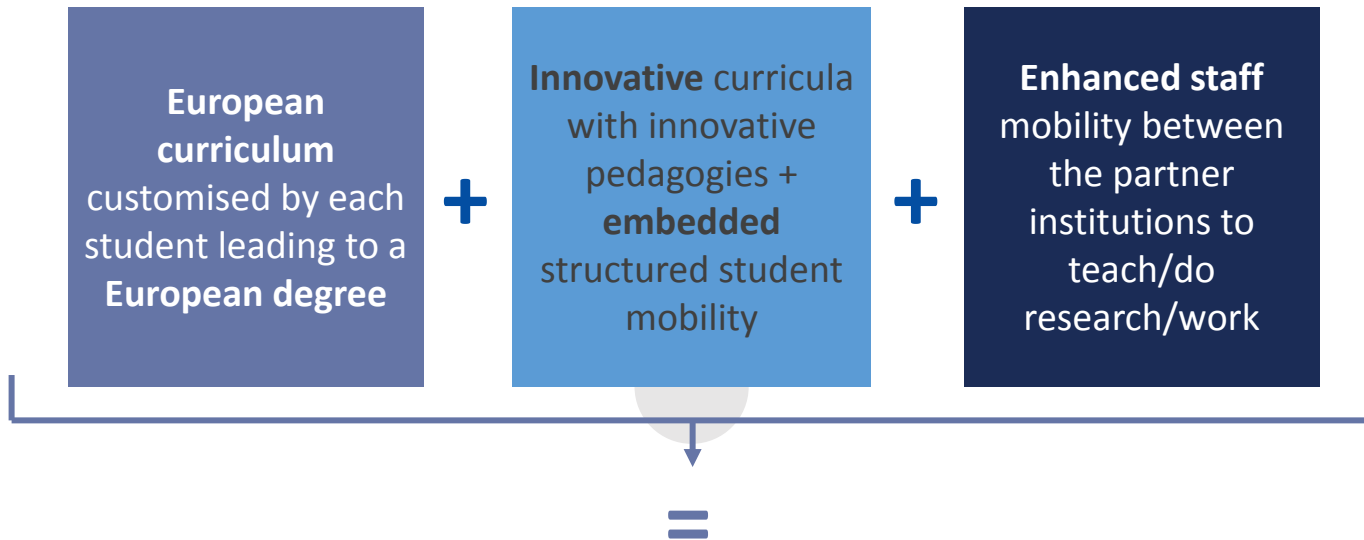 European
curriculum
customised by each
student leading to a
European degree
+
Innovative curricula
with innovative
pedagogies +
embedded
structured student
mobility
+
Enhanced staff
mobility between
the partner
institutions to
teach/do
research/work
=